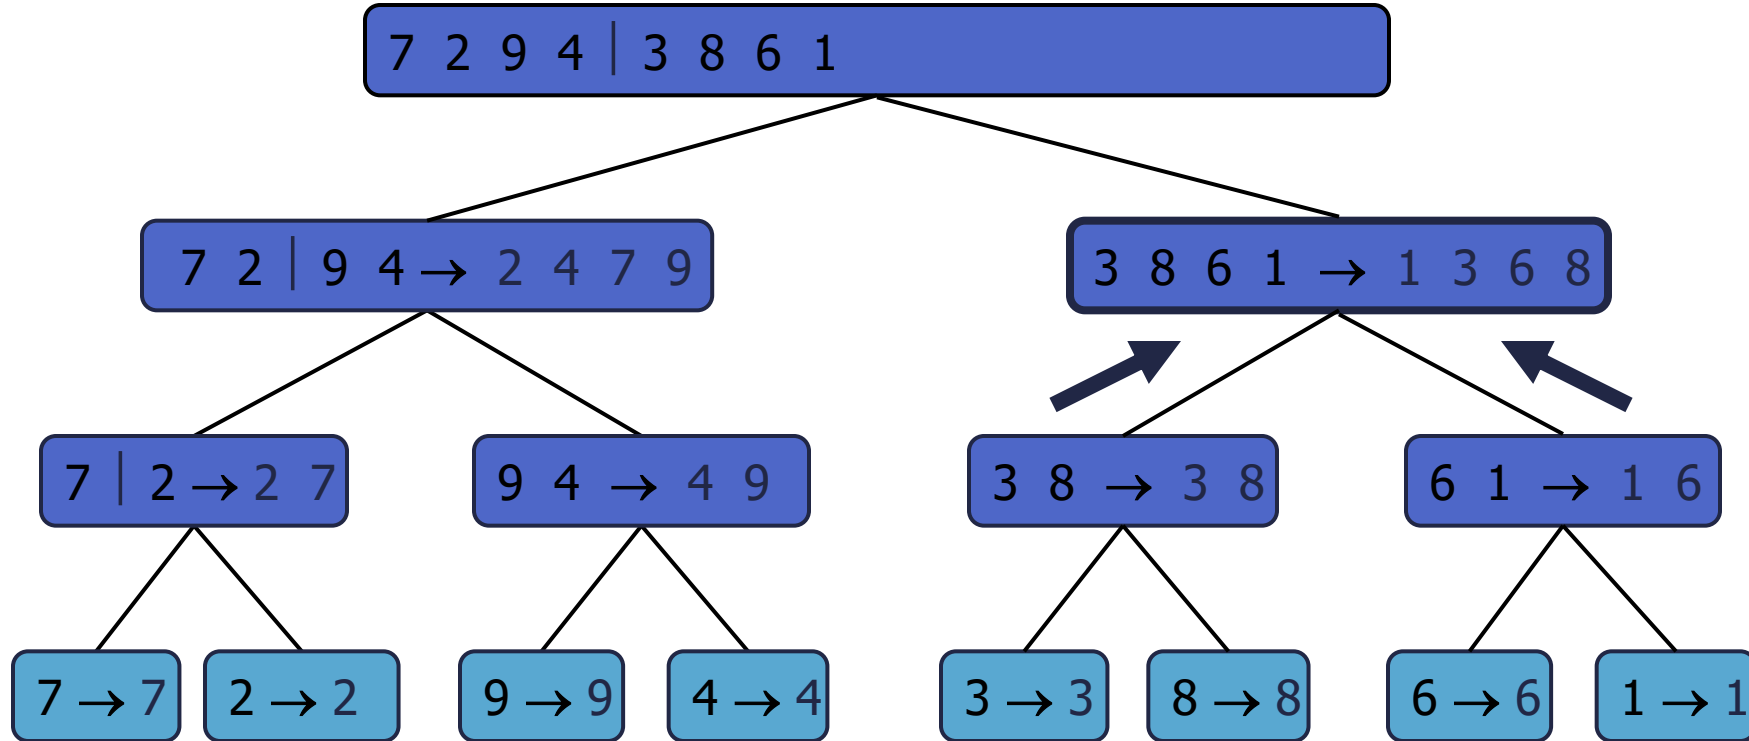 7 2 9 4 | 3 8 6 1
7 2 | 9 4 → 2 4 7 9
3 8 6 1 → 1 3 6 8
7 | 2 → 2 7
9 4 → 4 9
3 8 → 3 8
6 1 → 1 6
7 → 7
2 → 2
9 → 9
4 → 4
3 → 3
8 → 8
6 → 6
1 → 1